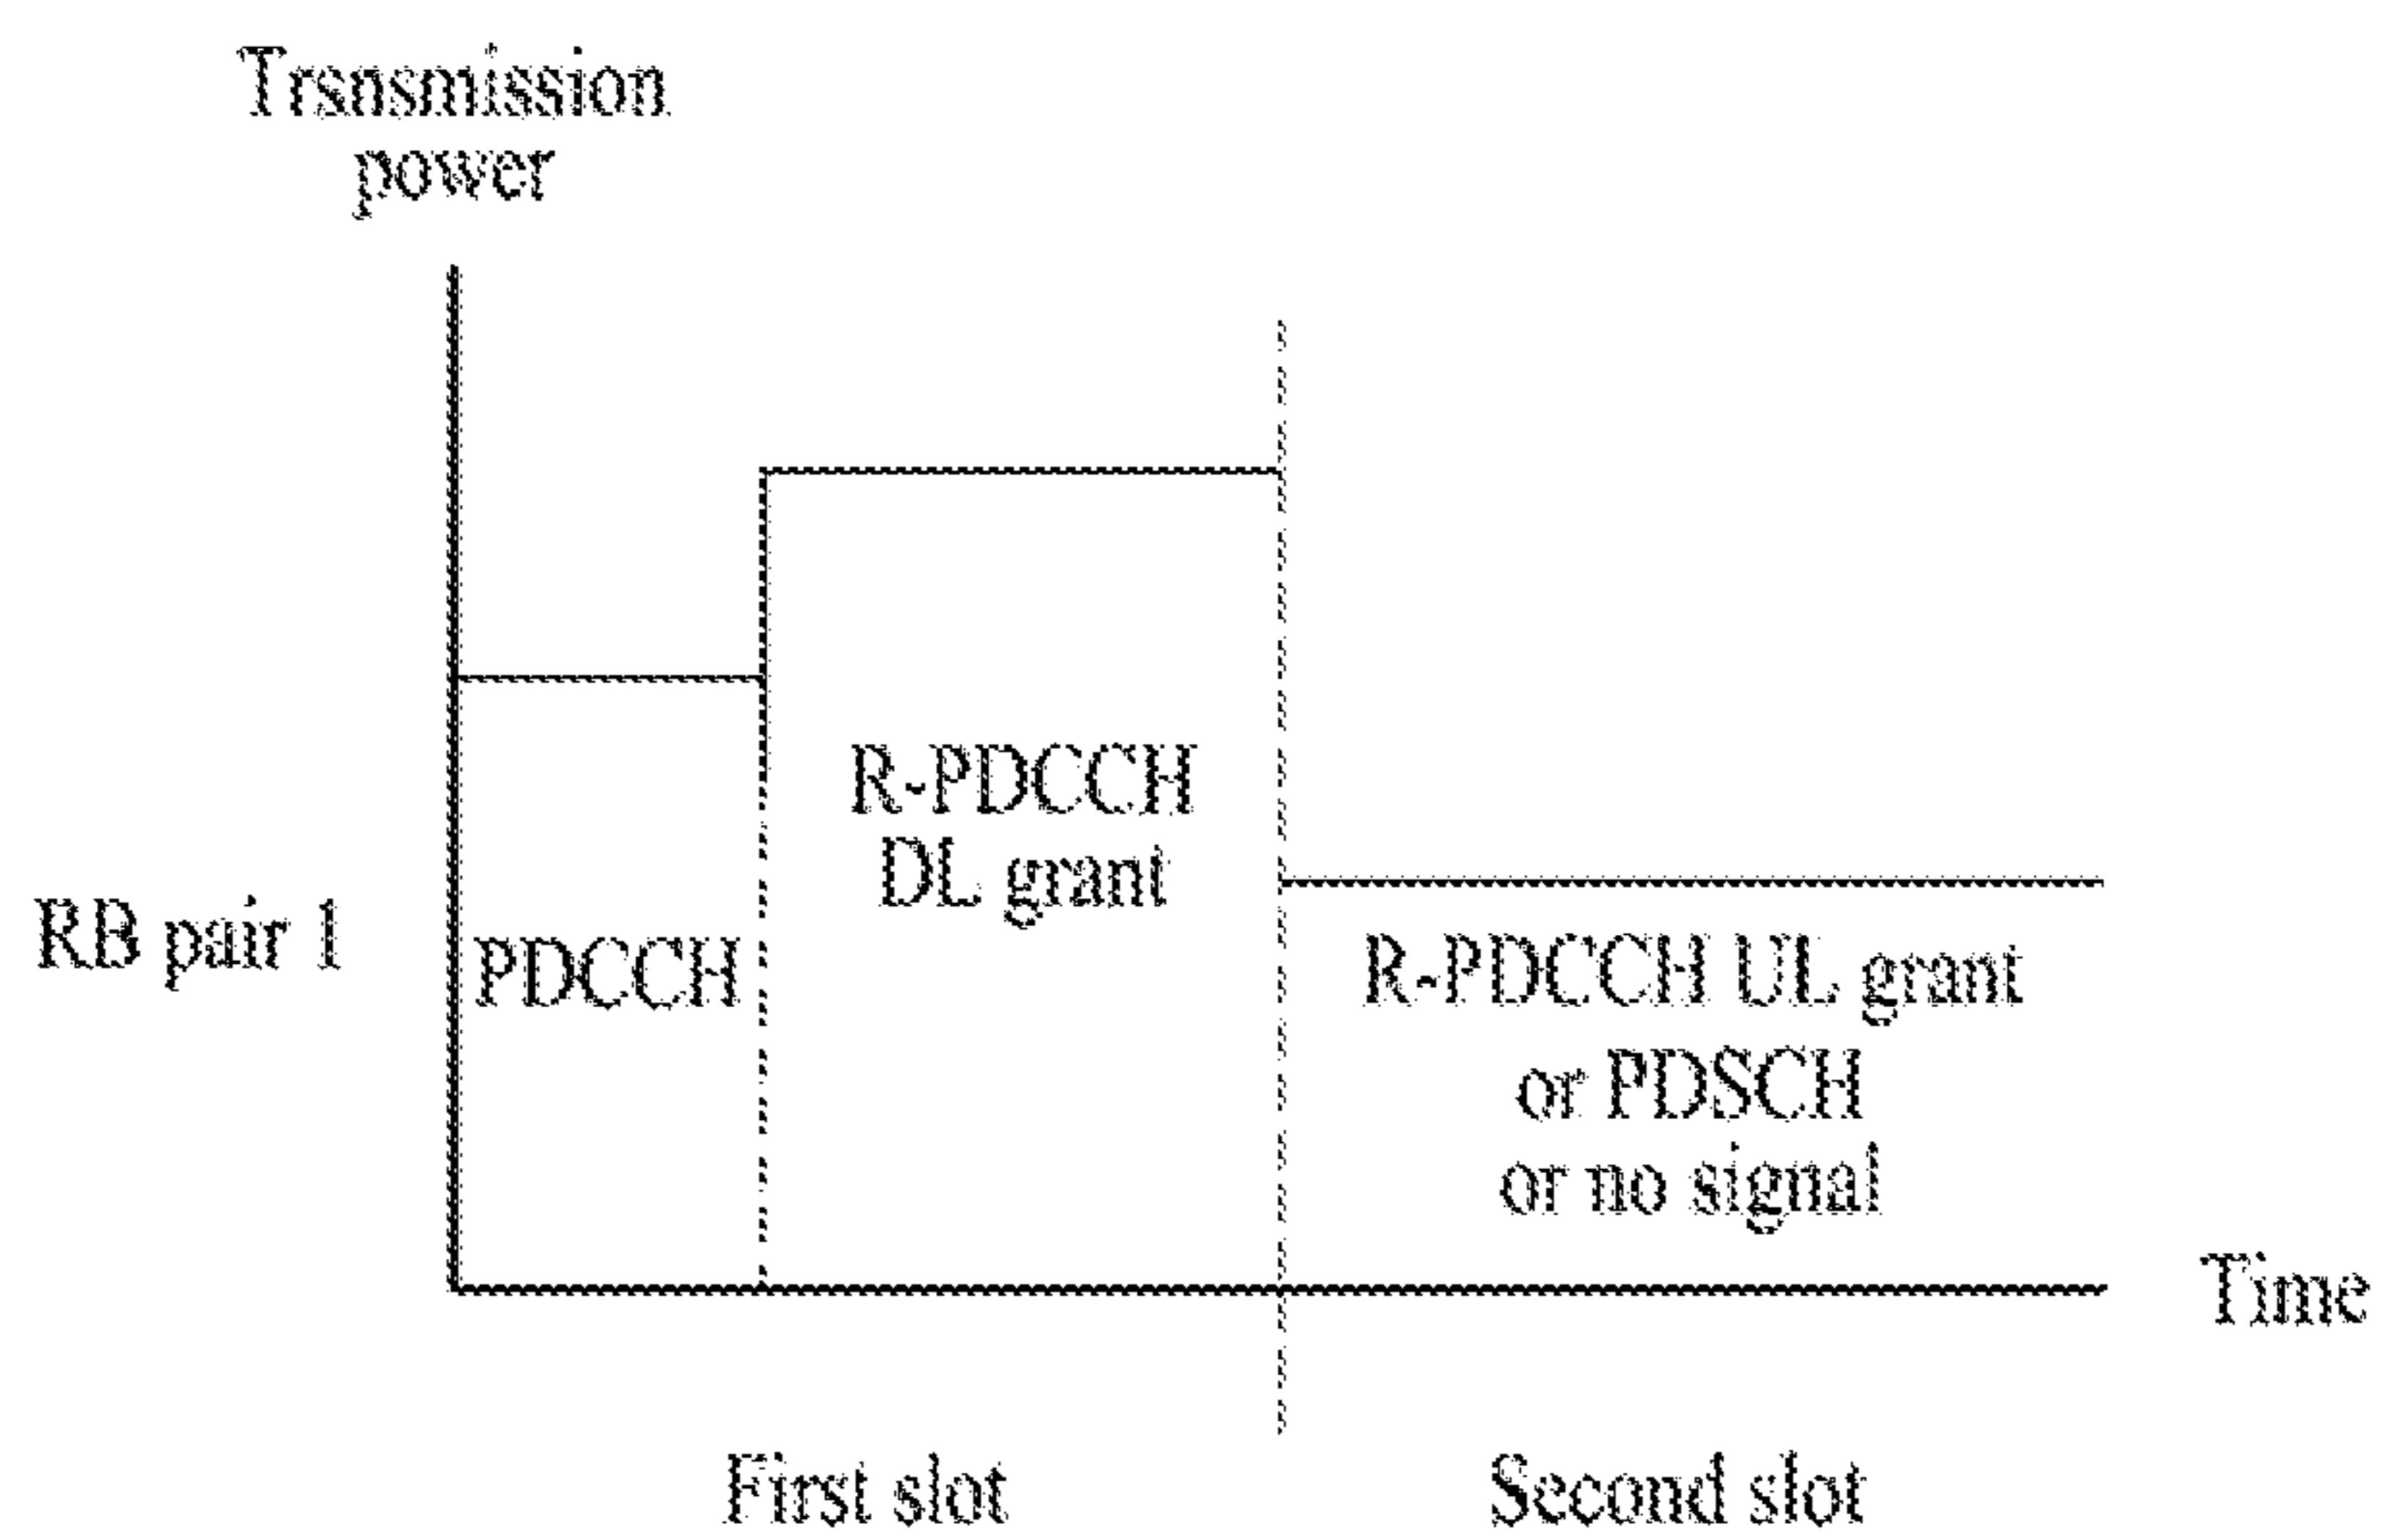 Trsnsmission
power
R-PDCCH
DL grant
RB pair 1
PDCCH
R-PDCCH UL grant
or PDSCH
or no signal
Time
First slot
Second slot